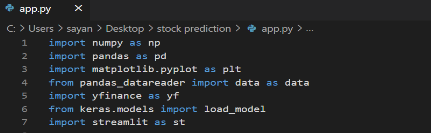 app.py ×
C: > Users > sayan > Desktop > stock prediction > app.py > ...
1 import numpy as np
2 import pandas as pd
3 import matplotlib.pyplot as plt
4 from pandas_datareader import data as data
5 import yfinance as yf
6 from keras.models import load_model
7 import streamlit as st